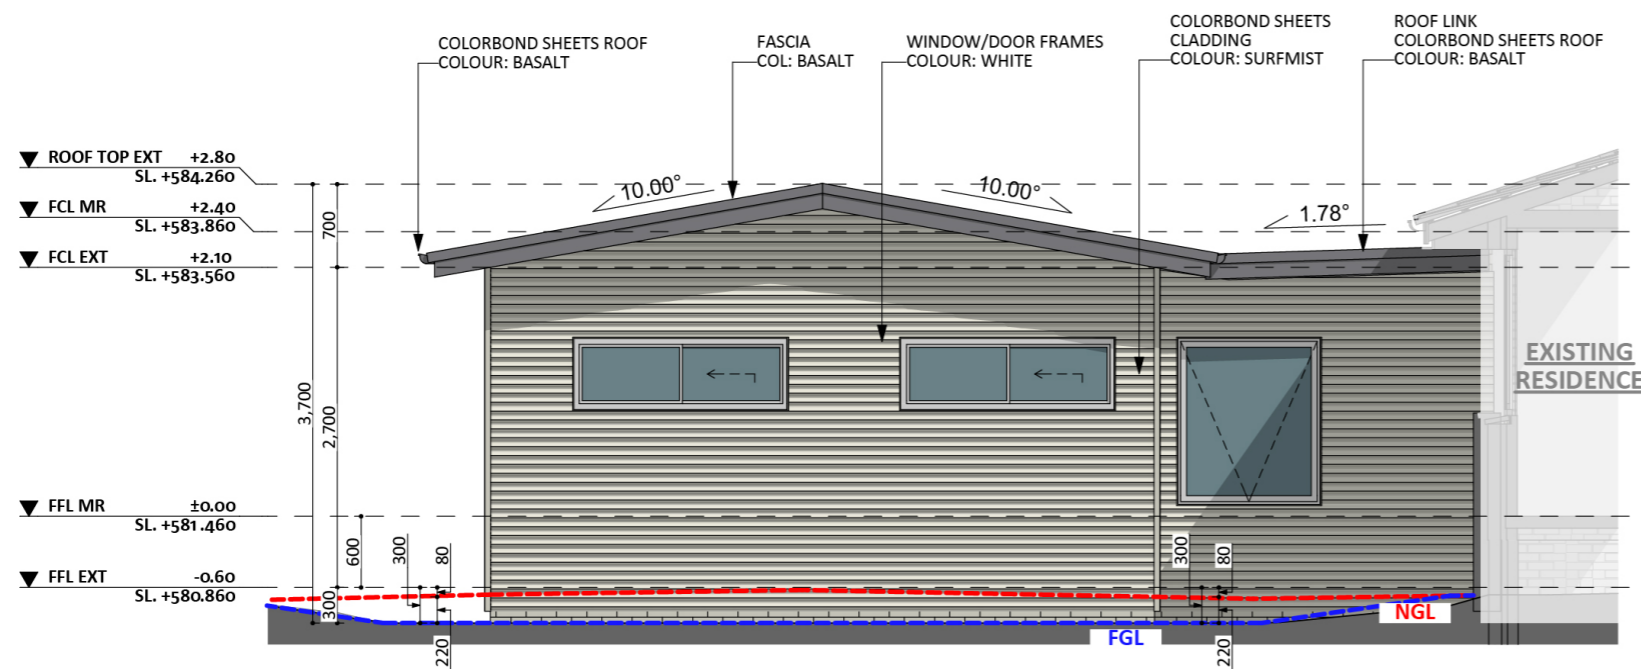 COLORBOND SHEETS ROOF
COLOUR: BASALT
FASCIA
COL: BASALT
WINDOW/DOOR FRAMES
COLOUR: WHITE
COLORBOND SHEETS
CLADDING
COLOUR: SURFMIST
ROOF LINK
COLORBOND SHEETS ROOF
COLOUR: BASALT
ROOF TOP EXT +2.80
SL. +584.260
FCL MR +2.40
SL. +583.860
FCL EXT +2.10
SL. +583.560
FFL MR ±0.00
SL. +581.460
FFL EXT -0.60
SL. +580.860
10.00°
10.00°
1.78°
700
3,700
2,700
600
300
80
300
220
300
80
220
EXISTING
RESIDENCE
NGL
FGL